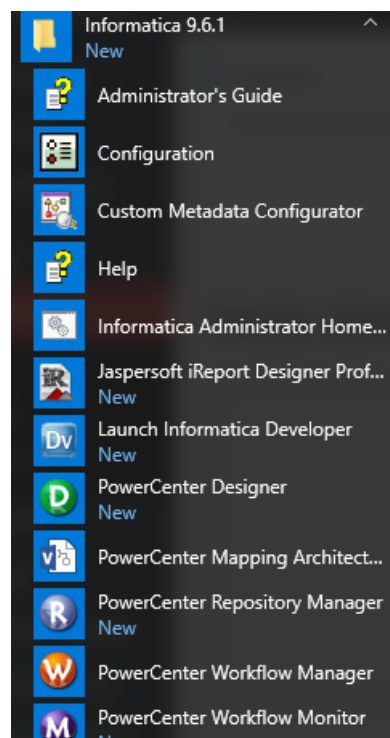 Informatica 9.6.1
New
Administrator's Guide
Configuration
Custom Metadata Configurator
Help
Informatica Administrator Home...
Jaspersoft iReport Designer Prof...
New
Dv Launch Informatica Developer
New
D PowerCenter Designer
New
V PowerCenter Mapping Architect...
R PowerCenter Repository Manager
New
W PowerCenter Workflow Manager
M PowerCenter Workflow Monitor